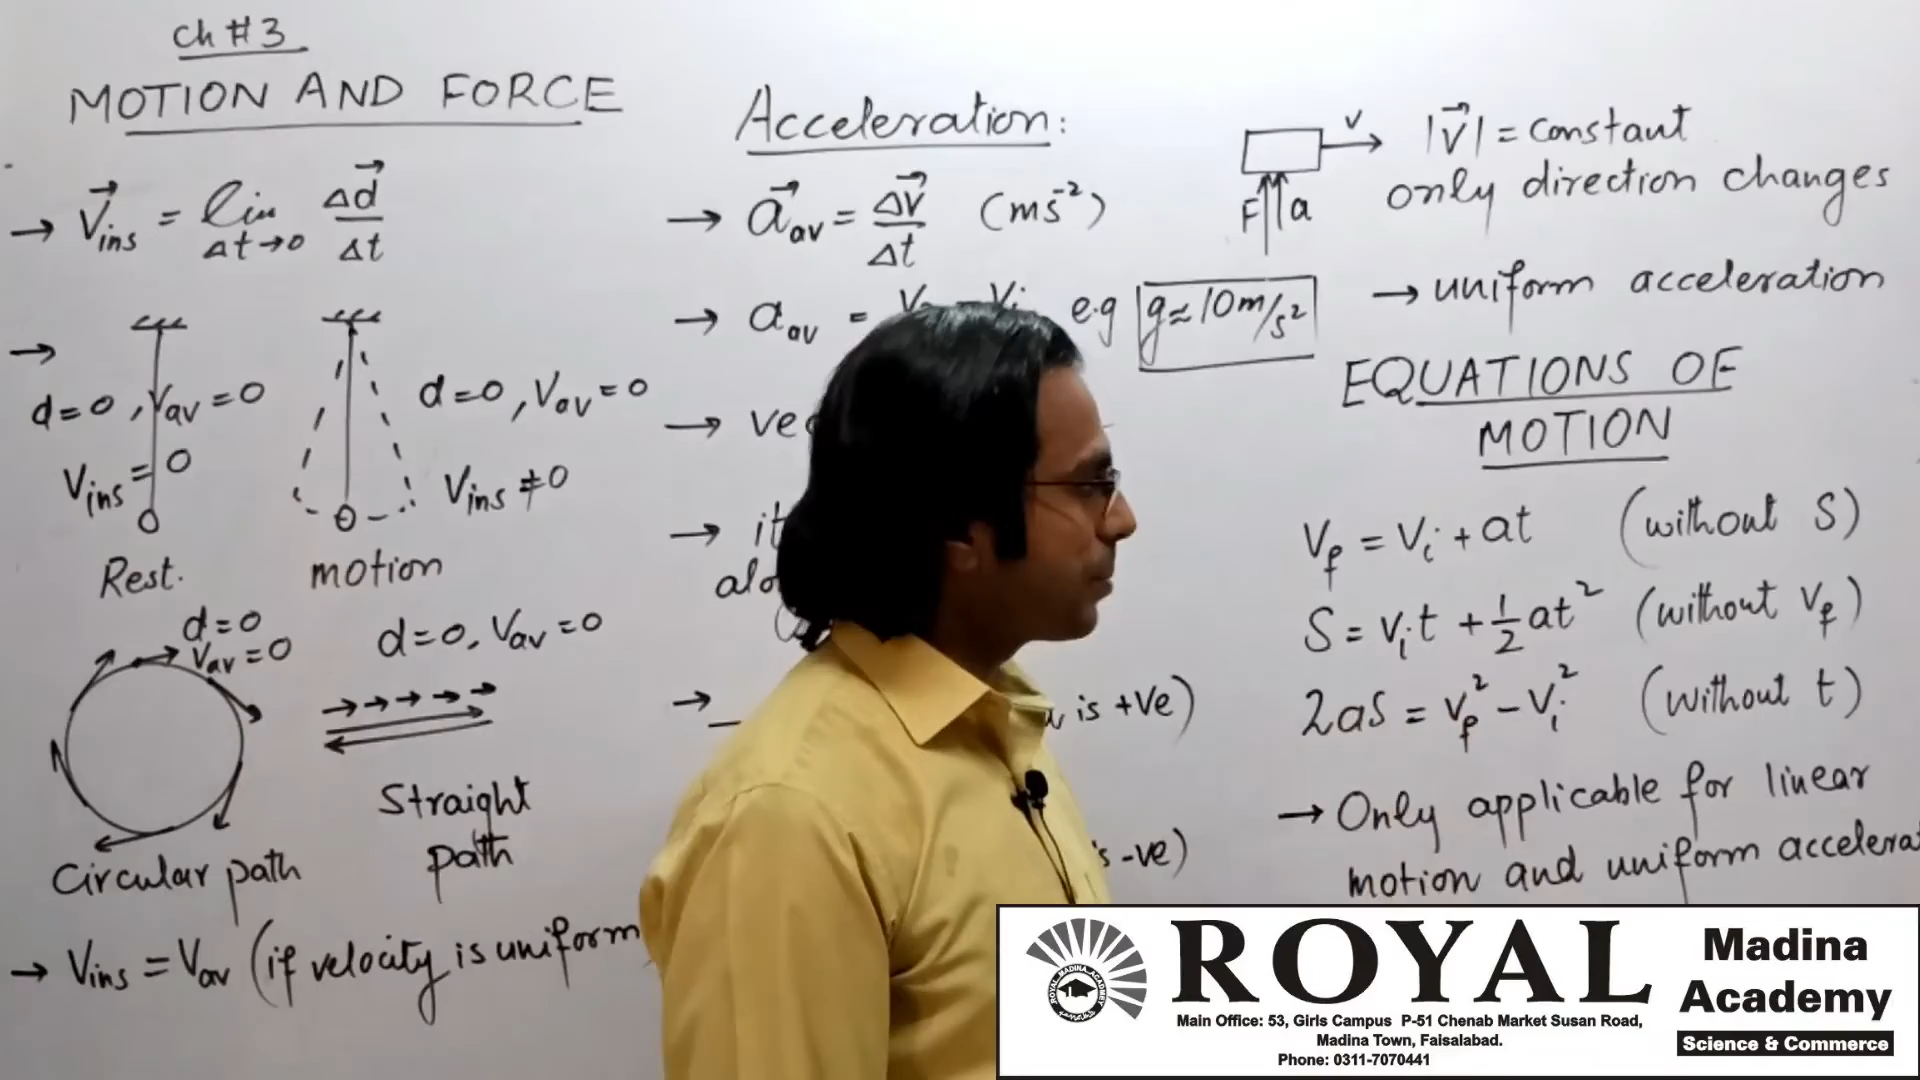 Ch # 3
MOTION AND FORCE
→ V⃗ins = lim Δd⃗
Δt→0 Δt
→
d=0, Vav=0
Vins=0
Rest.
d=0, Vav=0
Vins≠0
motion
d=0
Vav=0
Circular path
d=0, Vav=0
Straight
path
→ Vins = Vav (if velocity is uniform
Acceleration:
→ a⃗av = Δv⃗ (ms⁻²)
Δt
→ aav =
e.g g≈10m/s²
→
→
→
is +ve)
-ve)
V
F a
|V⃗| = constant
only direction changes
→ uniform acceleration
EQUATIONS OF
MOTION
Vf = Vi + at (without S)
S = Vit + ½at² (without Vf)
2aS = Vf² - Vi² (without t)
→ Only applicable for linear
motion and uniform
ROYAL
Madina
Academy
Science & Commerce
Main Office: 53, Girls Campus P-51 Chenab Market Susan Road,
Madina Town, Faisalabad.
Phone: 0311-7070441